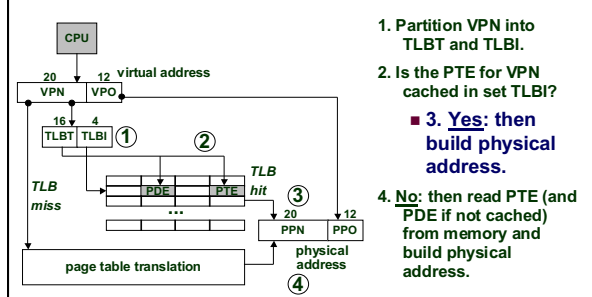 CPU
20 12 virtual address
VPN VPO
16 4
TLBT TLBI 1 2
TLB
miss
TLB
hit
PDE PTE
...
3
20 12
PPN PPO
physical
address
4
page table translation
1. Partition VPN into
TLBT and TLBI.
2. Is the PTE for VPN
cached in set TLBI?
■ 3. Yes: then
build physical
address.
4. No: then read PTE (and
PDE if not cached)
from memory and
build physical
address.